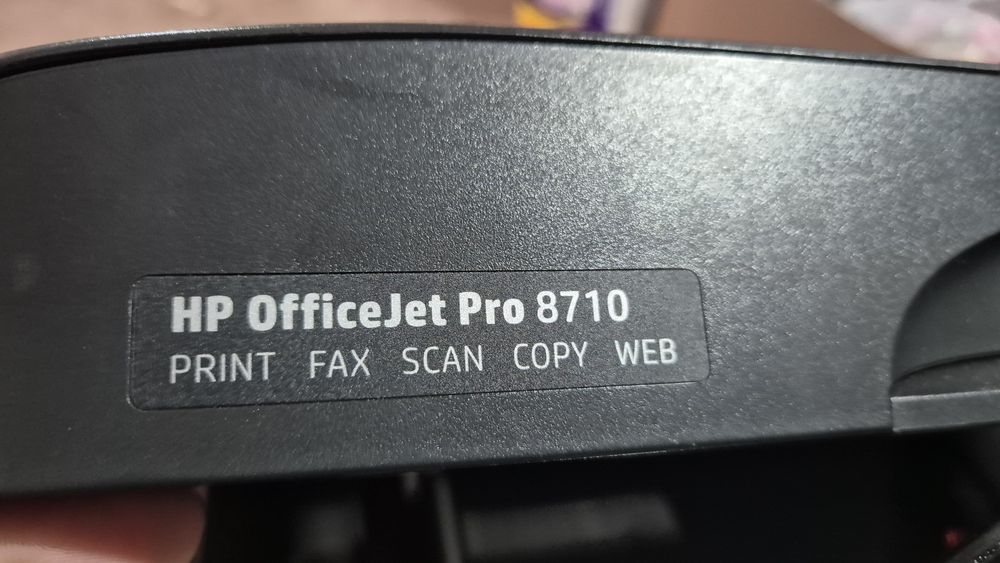 HP OfficeJet Pro 8710
PRINT FAX SCAN COPY WEB